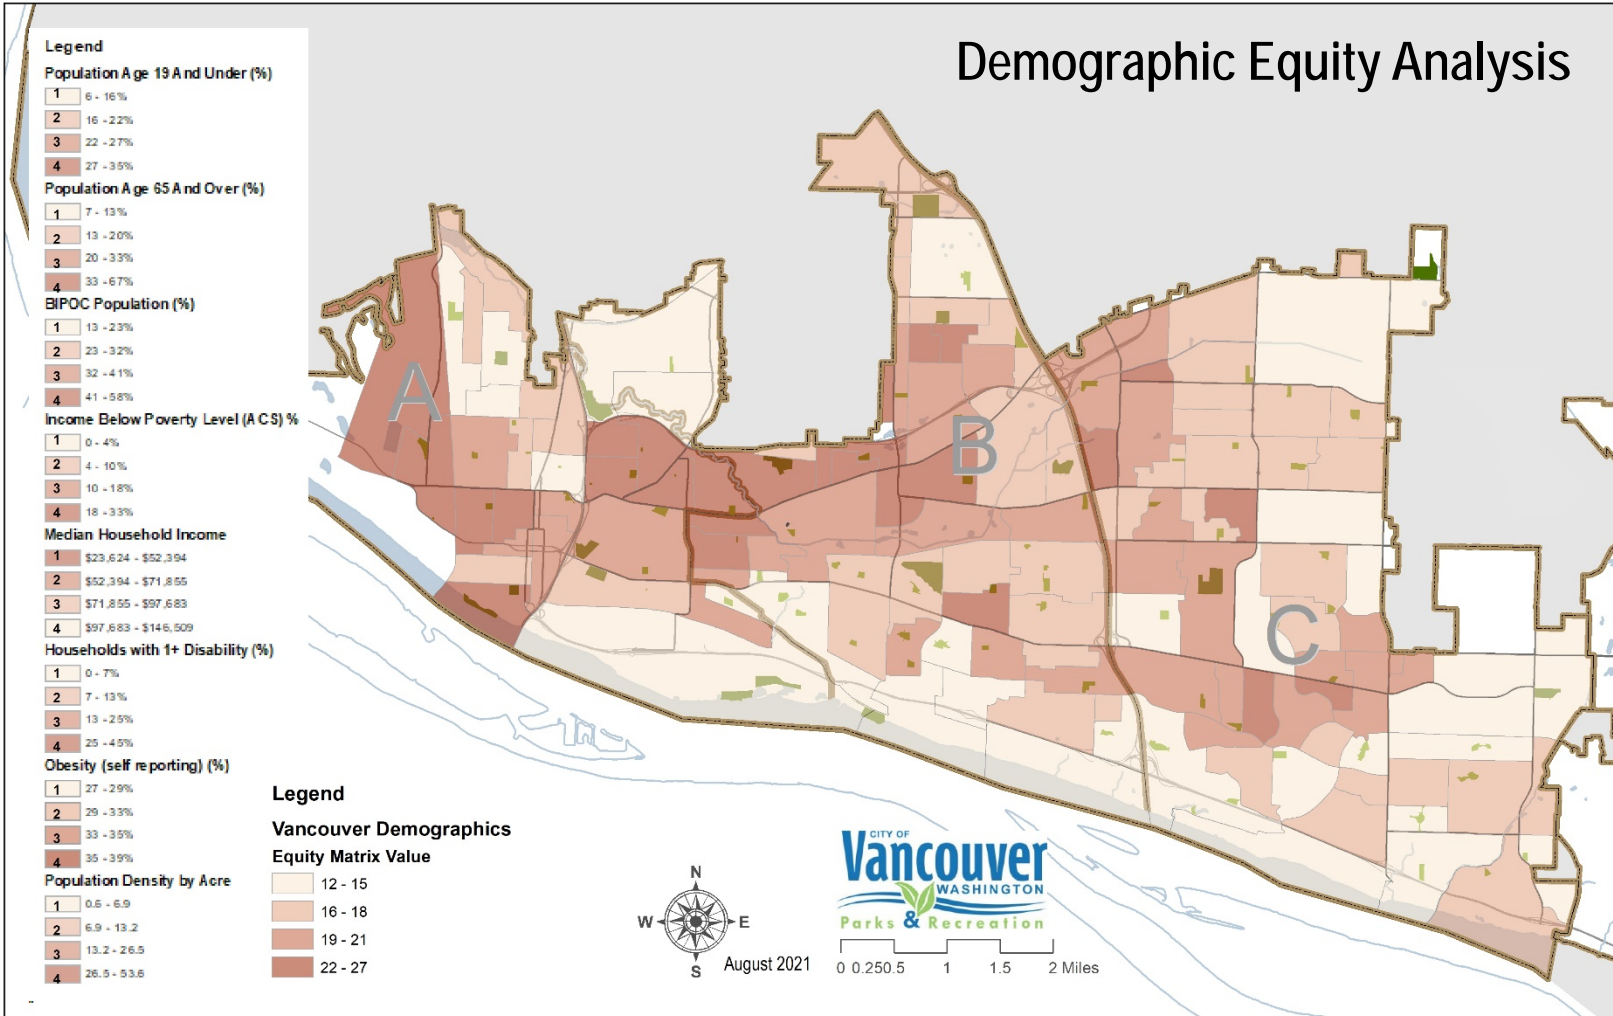 Demographic Equity Analysis
Legend
Population Age 19 And Under (%)
1 6 - 16%
2 16 - 22%
3 22 - 27%
4 27 - 35%
Population Age 65 And Over (%)
1 7 - 13%
2 13 - 20%
3 20 - 33%
4 33 - 67%
BIPOC Population (%)
1 13 - 23%
2 23 - 32%
3 32 - 41%
4 41 - 58%
Income Below Poverty Level (ACS) %
1 0 - 4%
2 4 - 10%
3 10 - 18%
4 18 - 33%
Median Household Income
1 $23,624 - $52,394
2 $52,394 - $71,855
3 $71,855 - $97,683
4 $97,683 - $146,509
Households with 1+ Disability (%)
1 0 - 7%
2 7 - 13%
3 13 - 25%
4 25 - 45%
Obesity (self reporting) (%)
1 27 - 29%
2 29 - 33%
3 33 - 35%
4 35 - 39%
Population Density by Acre
1 0.6 - 6.9
2 6.9 - 13.2
3 13.2 - 26.5
4 26.5 - 53.6
A
B
C
Legend
Vancouver Demographics
Equity Matrix Value
12 - 15
16 - 18
19 - 21
22 - 27
N
W E
S
August 2021
CITY OF
Vancouver
WASHINGTON
Parks & Recreation
0 0.25 0.5 1 1.5 2 Miles